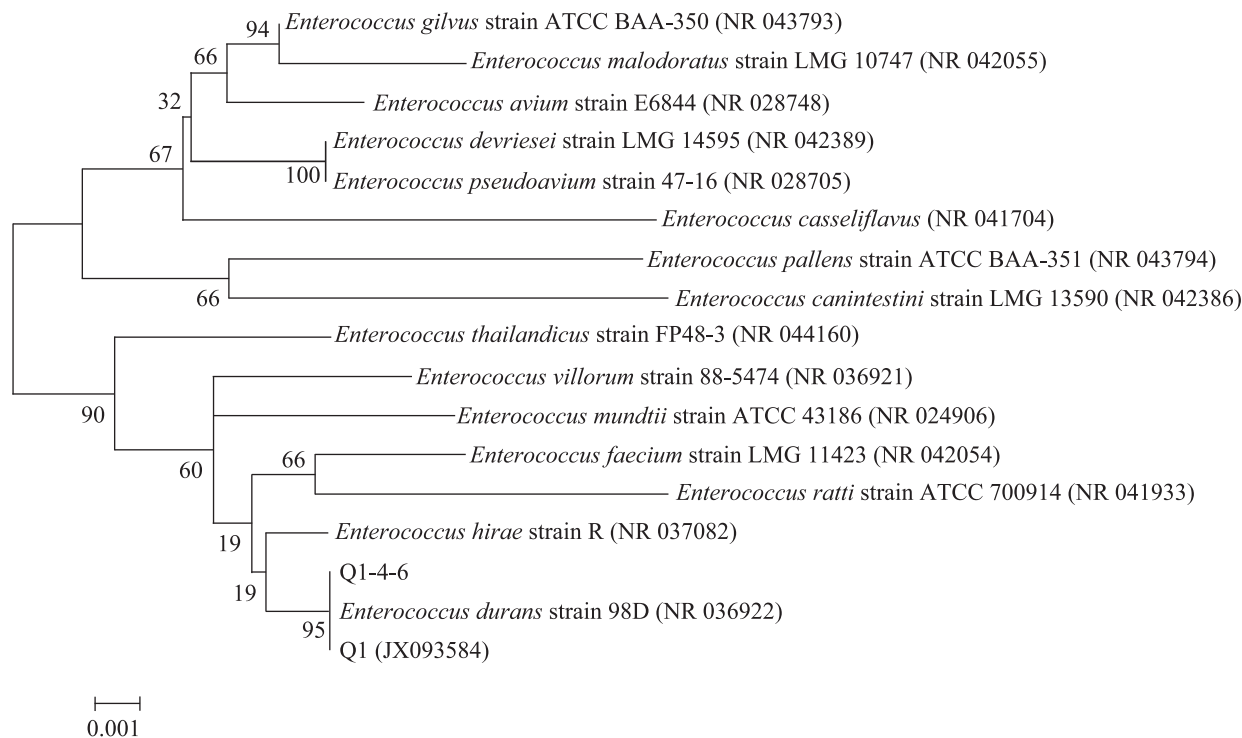 94
Enterococcus gilvus strain ATCC BAA-350 (NR 043793)
66
Enterococcus malodoratus strain LMG 10747 (NR 042055)
32
Enterococcus avium strain E6844 (NR 028748)
Enterococcus devriesei strain LMG 14595 (NR 042389)
67
100
Enterococcus pseudoavium strain 47-16 (NR 028705)
Enterococcus casseliflavus (NR 041704)
Enterococcus pallens strain ATCC BAA-351 (NR 043794)
66
Enterococcus canintestini strain LMG 13590 (NR 042386)
Enterococcus thailandicus strain FP48-3 (NR 044160)
Enterococcus villorum strain 88-5474 (NR 036921)
90
Enterococcus mundtii strain ATCC 43186 (NR 024906)
66
Enterococcus faecium strain LMG 11423 (NR 042054)
60
Enterococcus ratti strain ATCC 700914 (NR 041933)
Enterococcus hirae strain R (NR 037082)
19
Q1-4-6
19
Enterococcus durans strain 98D (NR 036922)
95
Q1 (JX093584)
0.001